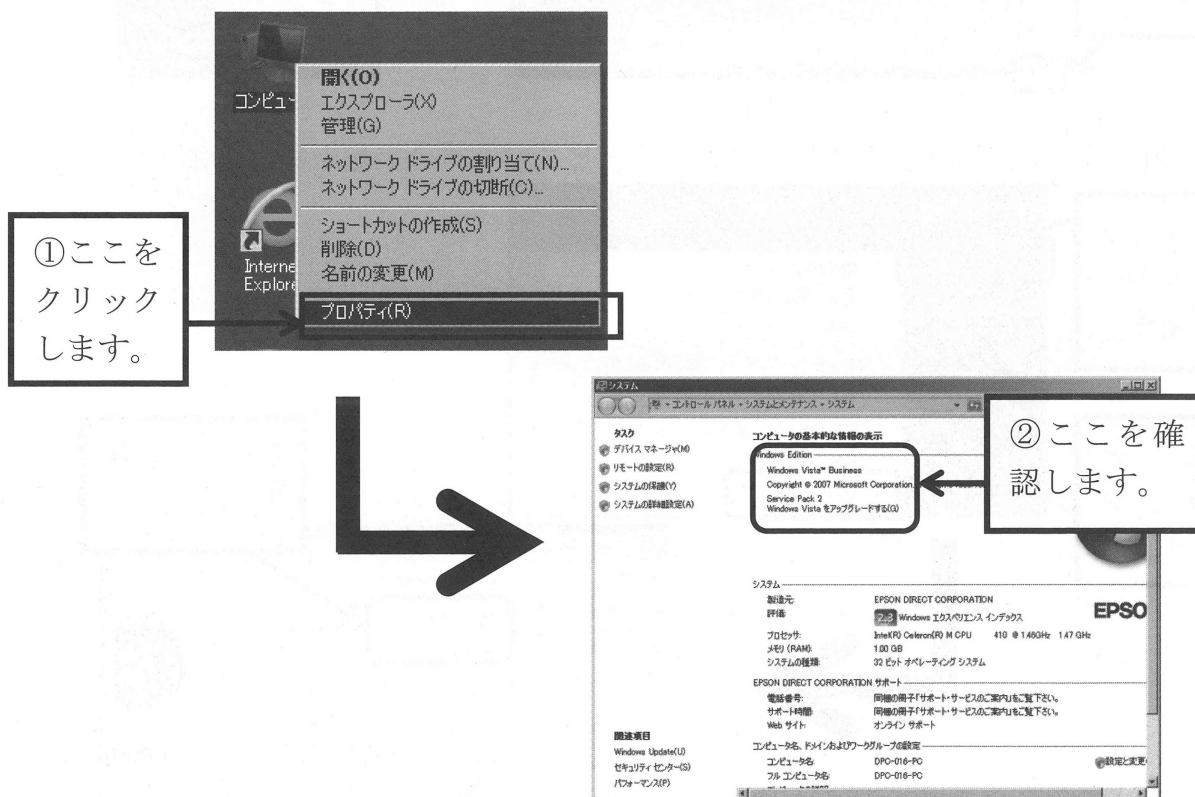 コンピュー
開く(O)
エクスプローラ(X)
管理(G)
ネットワーク ドライブの割り当て(N)...
ネットワーク ドライブの切断(C)...
ショートカットの作成(S)
削除(D)
名前の変更(M)
プロパティ(R)
Interne
Explore
①ここを
クリック
します。
システム
コントロール パネル ▸ システムとメンテナンス ▸ システム
②ここを確
認します。
タスク
デバイス マネージャ(M)
リモートの設定(R)
システムの保護(Y)
システムの詳細設定(A)
コンピュータの基本的な情報の表示
Windows Edition
Windows Vista™ Business
Copyright © 2007 Microsoft Corporation.
Service Pack 2
Windows Vista をアップグレードする(G)
システム
製造元: EPSON DIRECT CORPORATION
評価: 2.3 Windows エクスペリエンス インデックス
EPSO
プロセッサ: Intel(R) Celeron(R) M CPU 410 @ 1.46GHz 1.47 GHz
メモリ (RAM): 1.00 GB
システムの種類: 32 ビット オペレーティング システム
EPSON DIRECT CORPORATION サポート
電話番号: 同梱の冊子「サポート・サービスのご案内」をご覧下さい。
サポート時間: 同梱の冊子「サポート・サービスのご案内」をご覧下さい。
Web サイト: オンライン サポート
コンピュータ名、ドメインおよびワークグループの設定
コンピュータ名: DPC-016-PC
設定と変更
フル コンピュータ名: DPC-016-PC
関連項目
Windows Update(U)
セキュリティ センター(S)
パフォーマンス(P)